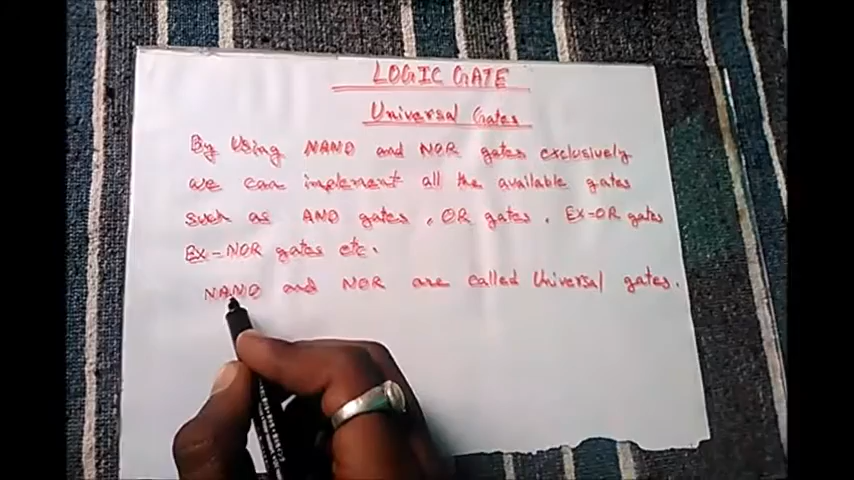 LOGIC GATE
Universal Gates
By Using NAND and NOR gates exclusively
we can implement all the available gates
such as AND gates, OR gates, EX-OR gates
EX-NOR gates etc.
NAND and NOR are called Universal gates.